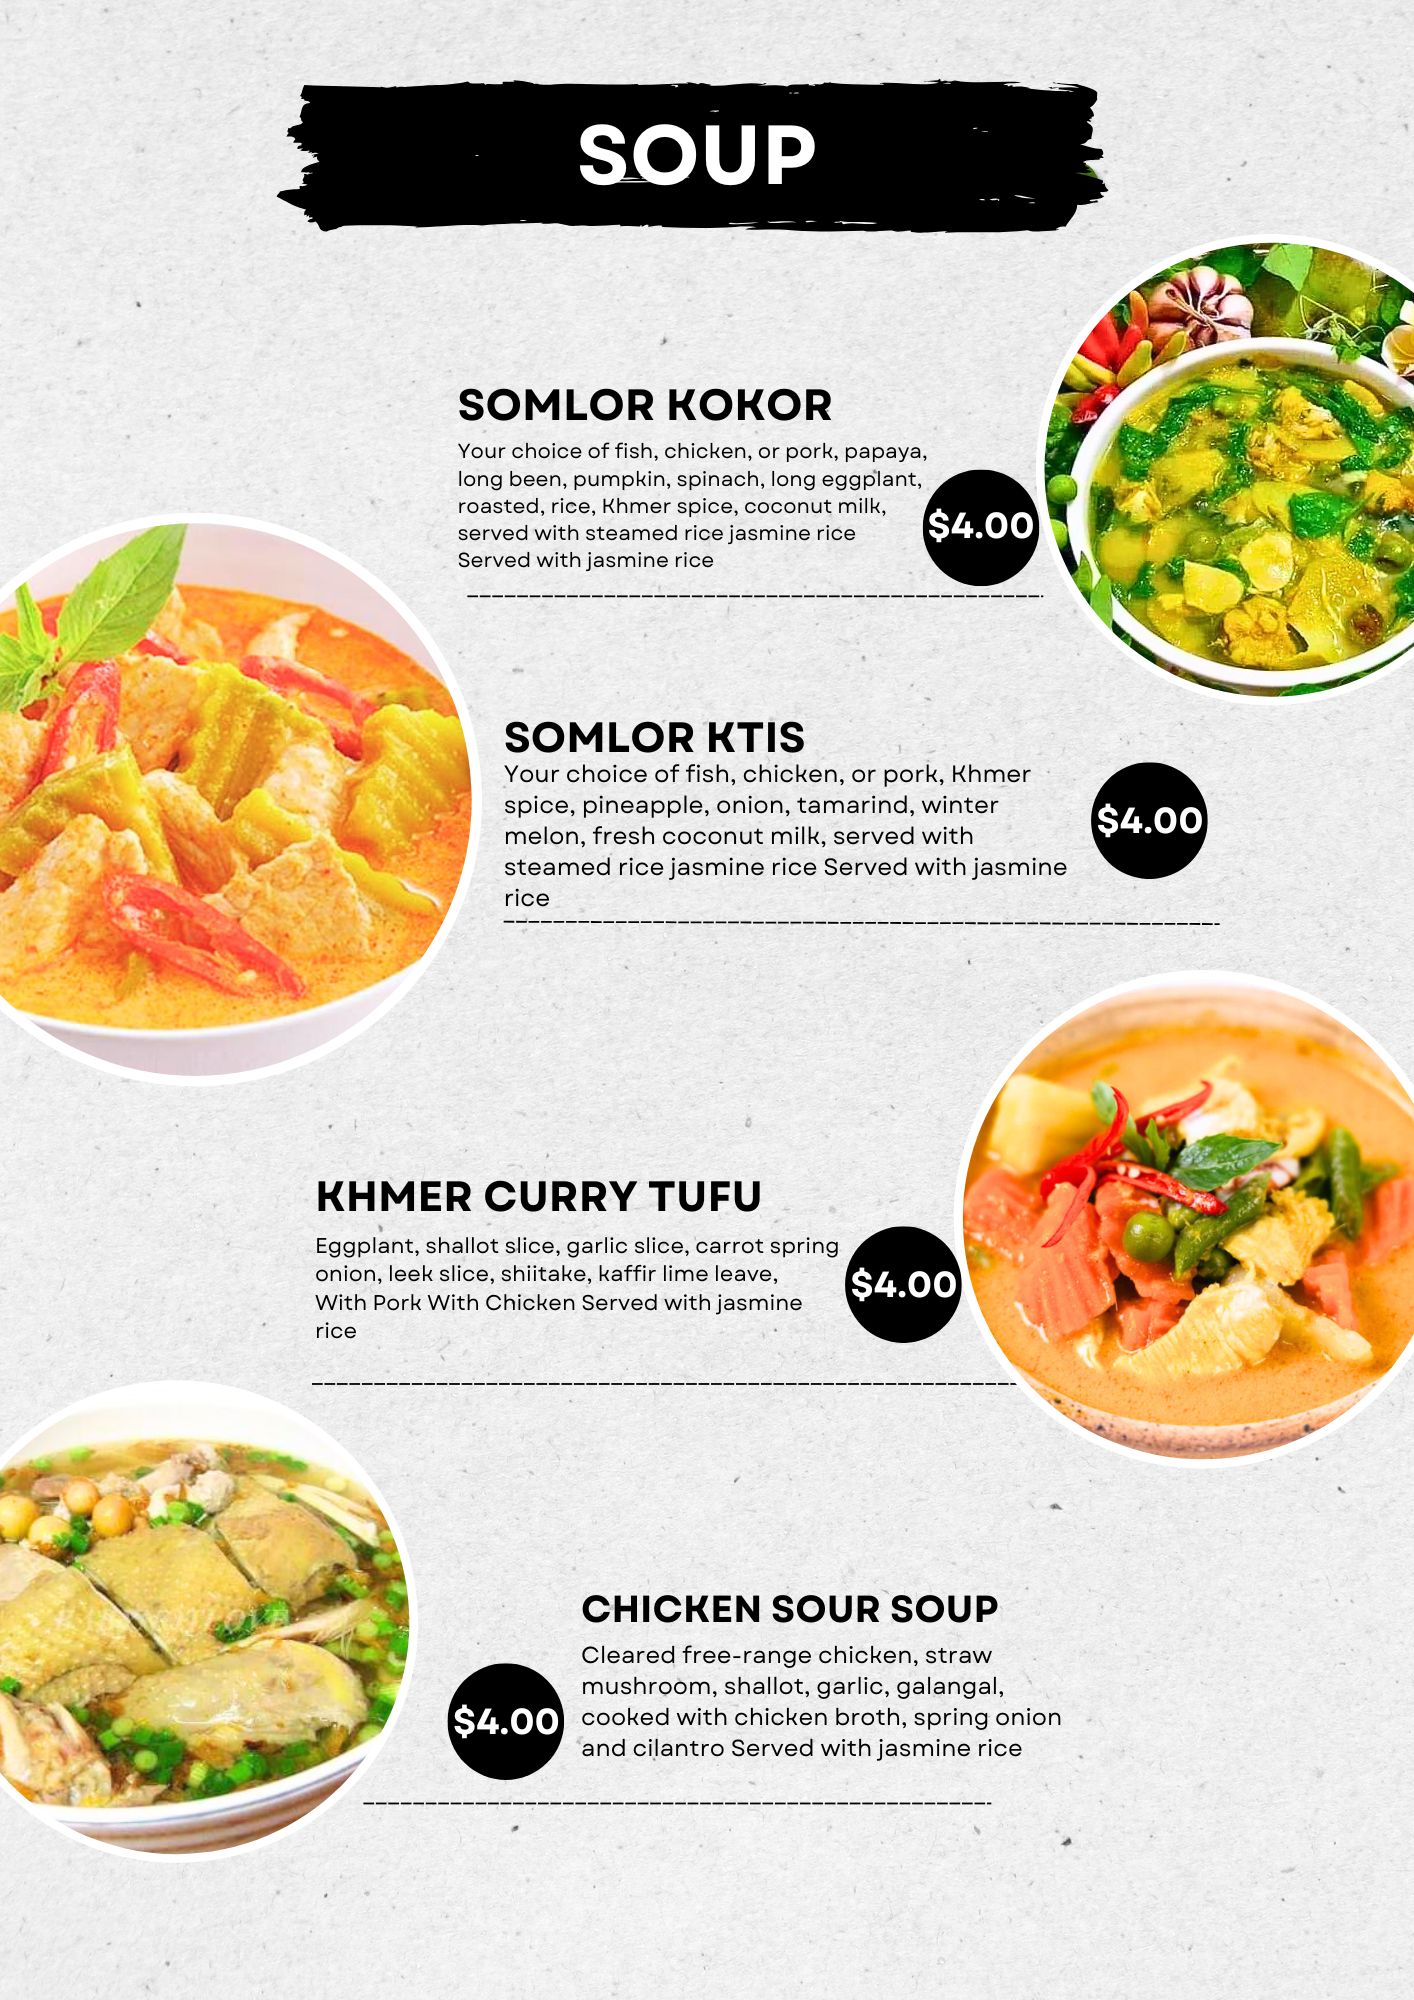 SOUP
SOMLOR KOKOR
Your choice of fish, chicken, or pork, papaya,
long been, pumpkin, spinach, long eggplant,
roasted, rice, Khmer spice, coconut milk,
served with steamed rice jasmine rice
Served with jasmine rice
$4.00
SOMLOR KTIS
Your choice of fish, chicken, or pork, Khmer
spice, pineapple, onion, tamarind, winter
melon, fresh coconut milk, served with
steamed rice jasmine rice Served with jasmine
rice
$4.00
KHMER CURRY TUFU
Eggplant, shallot slice, garlic slice, carrot spring
onion, leek slice, shiitake, kaffir lime leave,
With Pork With Chicken Served with jasmine
rice
$4.00
CHICKEN SOUR SOUP
Cleared free-range chicken, straw
mushroom, shallot, garlic, galangal,
cooked with chicken broth, spring onion
and cilantro Served with jasmine rice
$4.00